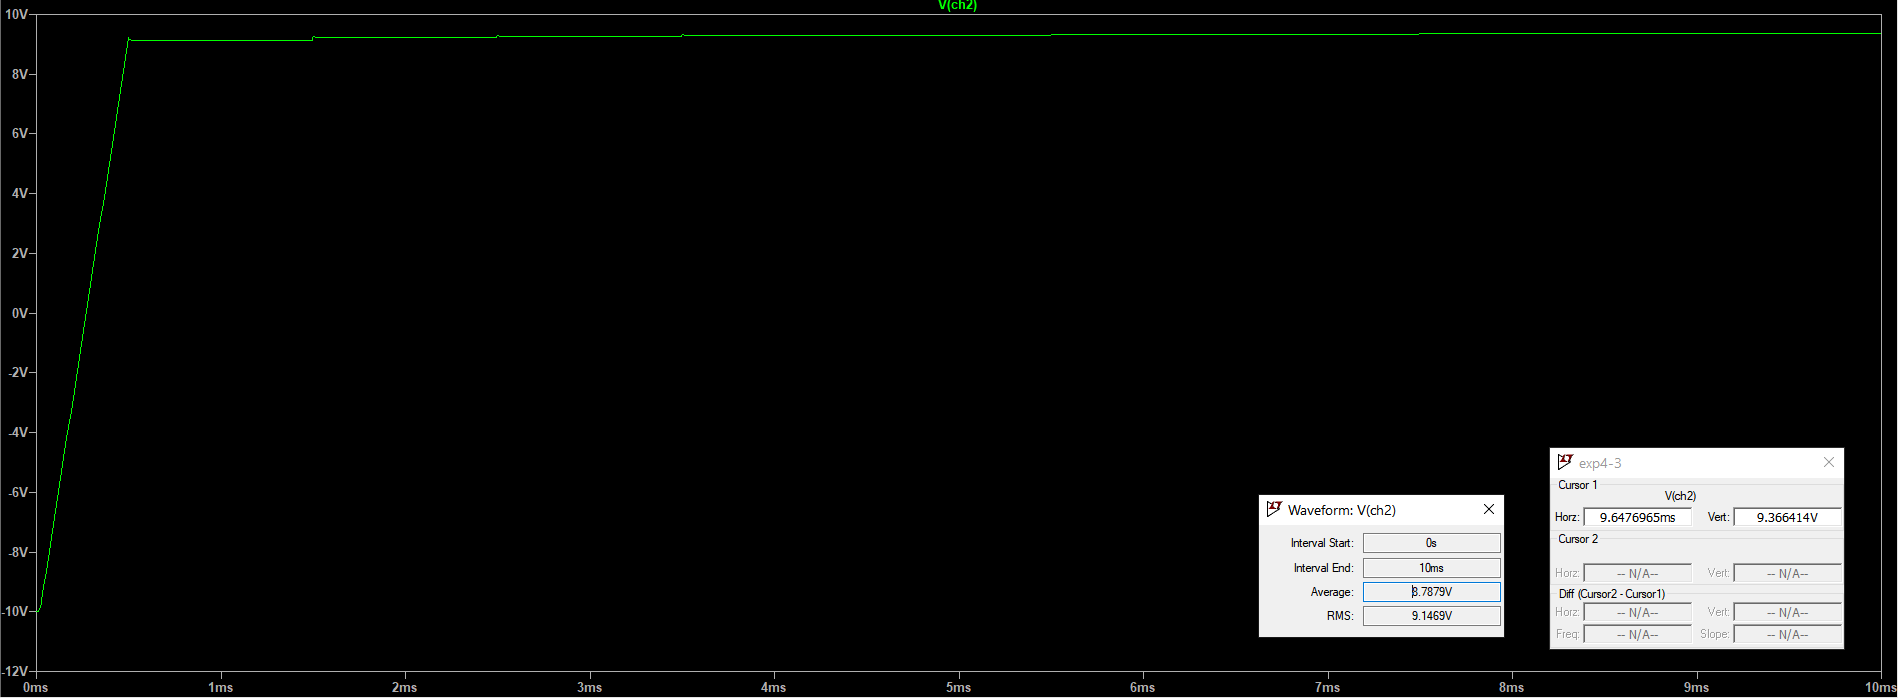 V(ch2)
10V
8V
6V
4V
2V
0V
-2V
-4V
-6V
-8V
-10V
-12V
0ms 1ms 2ms 3ms 4ms 5ms 6ms 7ms 8ms 9ms 10ms
Waveform: V(ch2)
Interval Start: 0s
Interval End: 10ms
Average: 8.7879V
RMS: 9.1469V
exp4-3
Cursor 1
V(ch2)
Horz: 9.6476965ms Vert: 9.366414V
Cursor 2
Horz: -- N/A-- Vert: -- N/A--
Diff (Cursor2 - Cursor1)
Horz: -- N/A-- Vert: -- N/A--
Freq: -- N/A-- Slope: -- N/A--